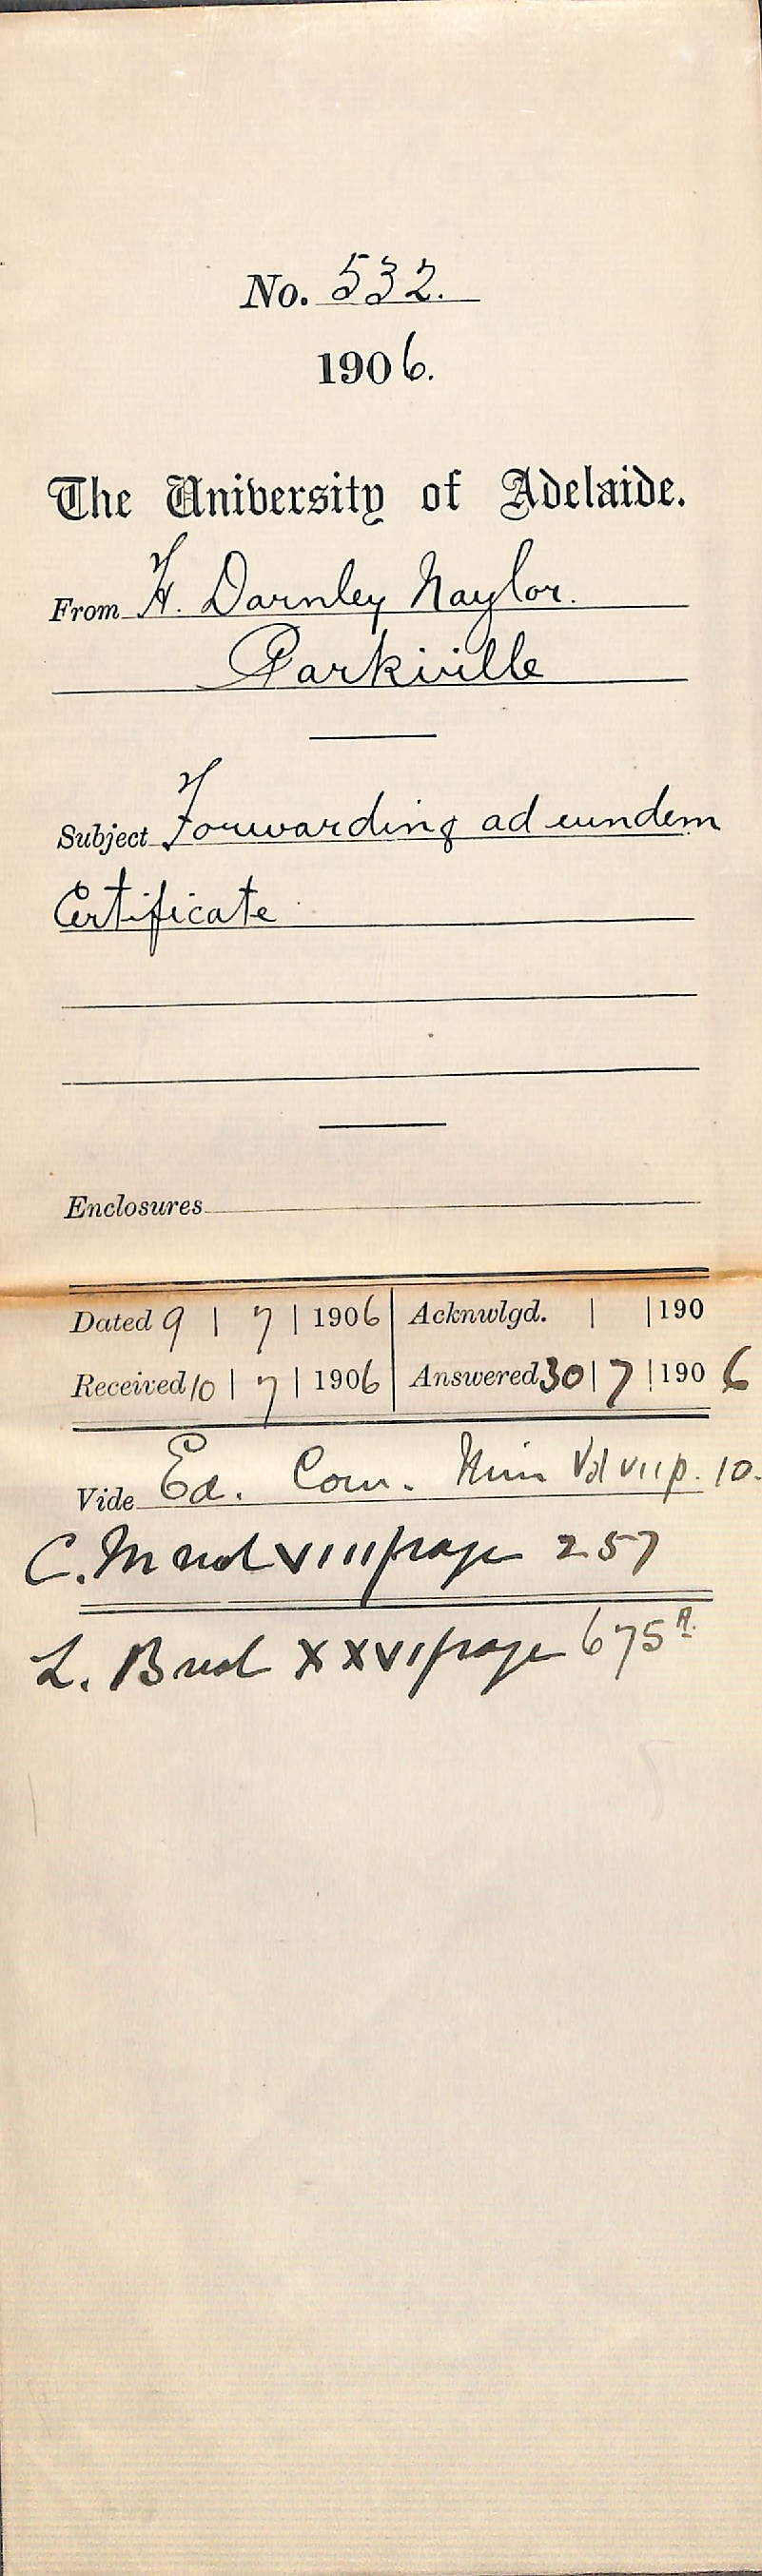 No. 532.
1906.
The University of Adelaide.
From H. Darnley Naylor.
Parkville
Subject Forwarding ad eundem
Certificate
Enclosures
Dated 9 | 7 | 1906 Acknwlgd. | | 190
Received 10 | 7 | 1906 Answered 30 | 7 | 1906
Vide Ed. Com. Min Vol VII p. 10.
C. M vol VIII page 257
L. B vol XXVI page 675A.